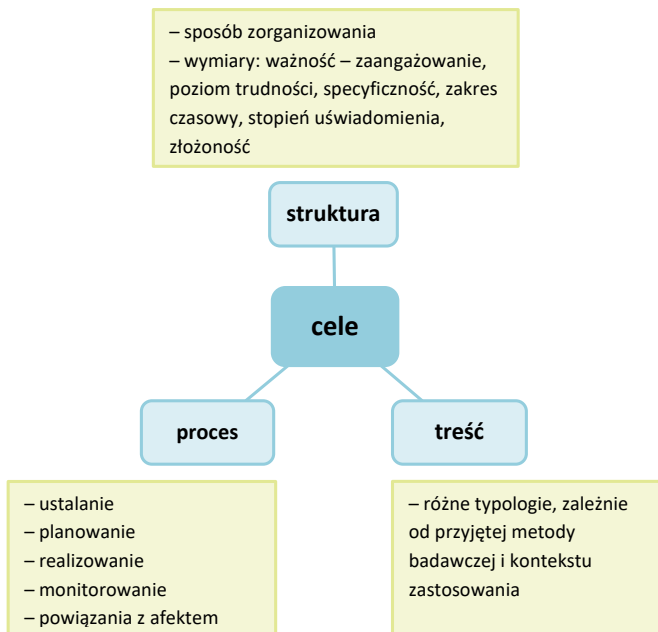 – sposób zorganizowania
– wymiary: ważność – zaangażowanie,
poziom trudności, specyficzność, zakres
czasowy, stopień uświadomienia,
złożoność
struktura
cele
proces
treść
– ustalanie
– planowanie
– realizowanie
– monitorowanie
– powiązania z afektem
– różne typologie, zależnie
od przyjętej metody
badawczej i kontekstu
zastosowania